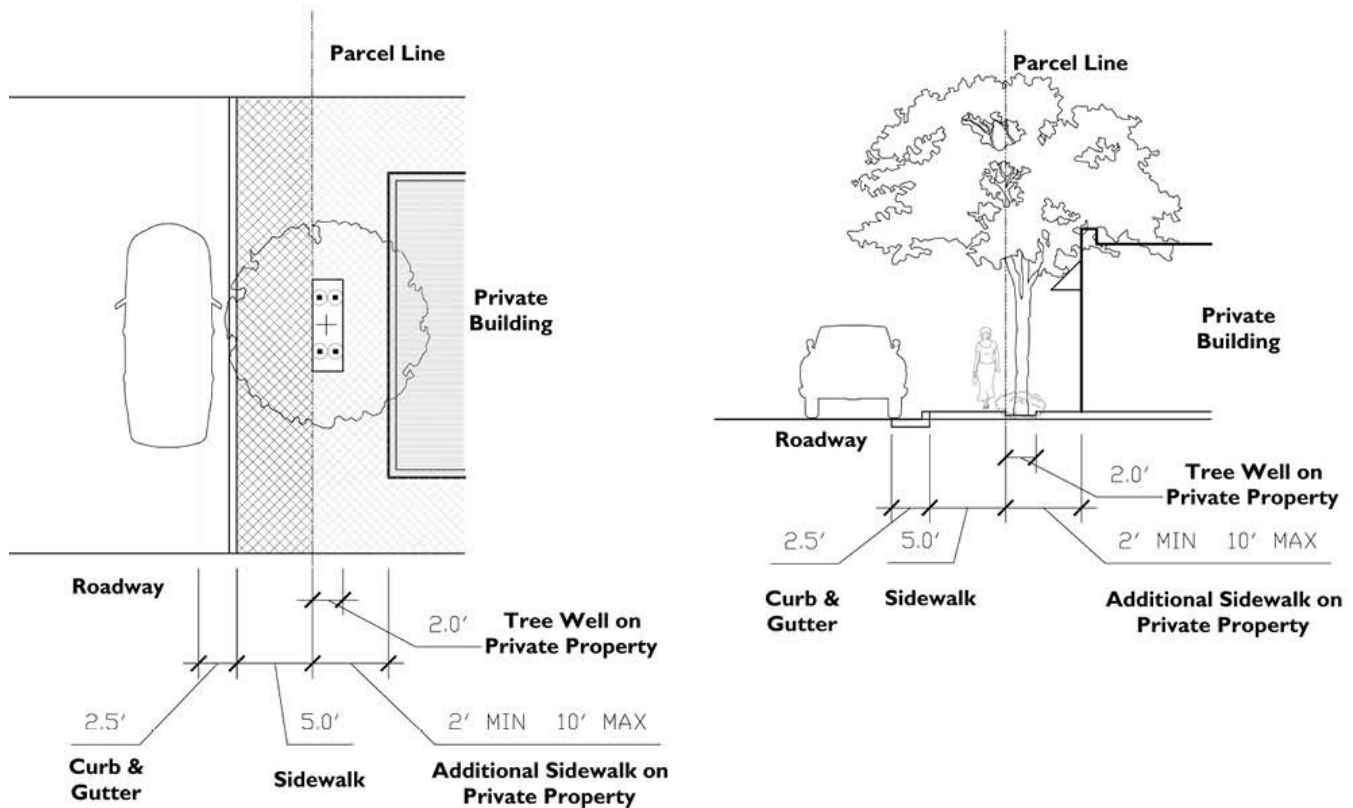 Parcel Line
Private
Building
Roadway
2.0′
Tree Well on
Private Property
2.5′
5.0′
2′ MIN 10′ MAX
Curb &
Gutter
Sidewalk
Additional Sidewalk on
Private Property
Parcel Line
Private
Building
Roadway
2.0′
Tree Well on
Private Property
2.5′
5.0′
2′ MIN 10′ MAX
Curb &
Gutter
Sidewalk
Additional Sidewalk on
Private Property